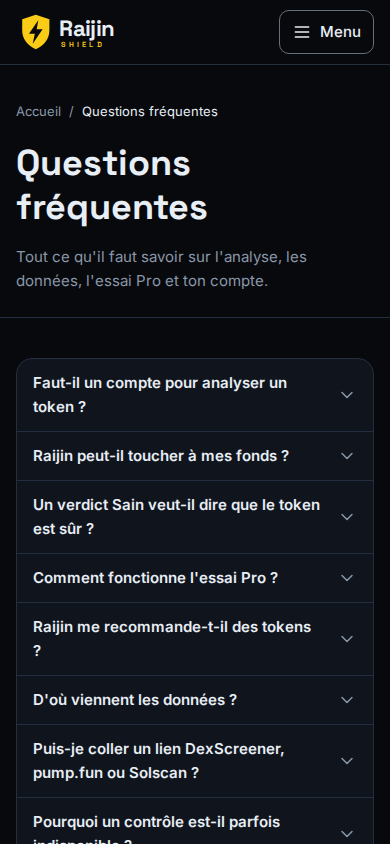 Raijin
SHIELD
Menu
Accueil / Questions fréquentes
Questions
fréquentes
Tout ce qu'il faut savoir sur l'analyse, les
données, l'essai Pro et ton compte.
Faut-il un compte pour analyser un
token ?
Raijin peut-il toucher à mes fonds ?
Un verdict Sain veut-il dire que le token
est sûr ?
Comment fonctionne l'essai Pro ?
Raijin me recommande-t-il des tokens
?
D'où viennent les données ?
Puis-je coller un lien DexScreener,
pump.fun ou Solscan ?
Pourquoi un contrôle est-il parfois
indisponible ?